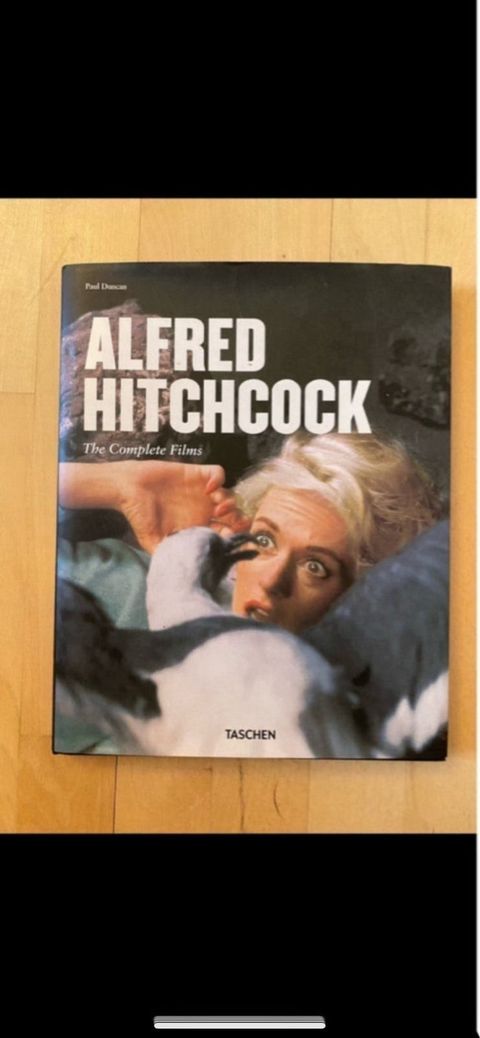 Paul Duncan
ALFRED
HITCHCOCK
The Complete Films
TASCHEN